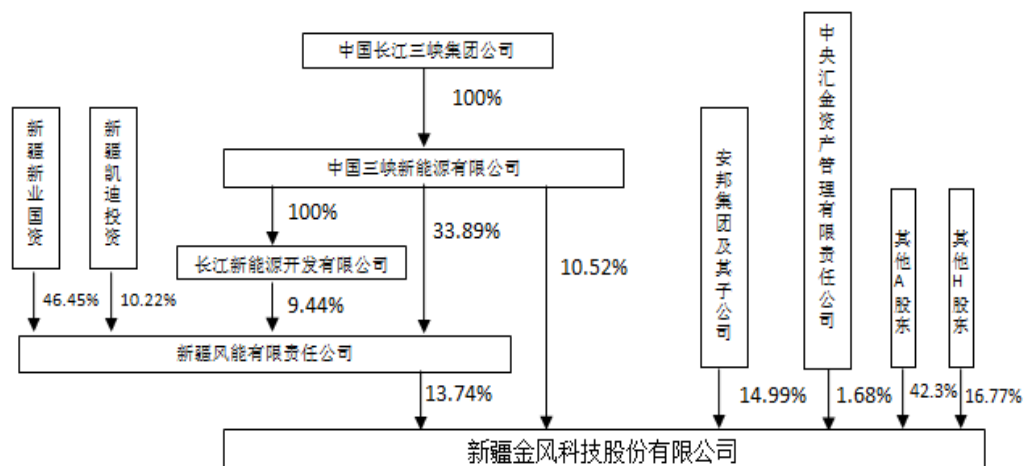 中国长江三峡集团公司
100%
中国三峡新能源有限公司
新疆新业国资
新疆凯迪投资
100%
33.89%
10.52%
长江新能源开发有限公司
46.45%
10.22%
9.44%
新疆风能有限责任公司
13.74%
安邦集团及其子公司
14.99%
中央汇金资产管理有限责任公司
1.68%
其他A股东
42.3%
其他H股东
16.77%
新疆金风科技股份有限公司